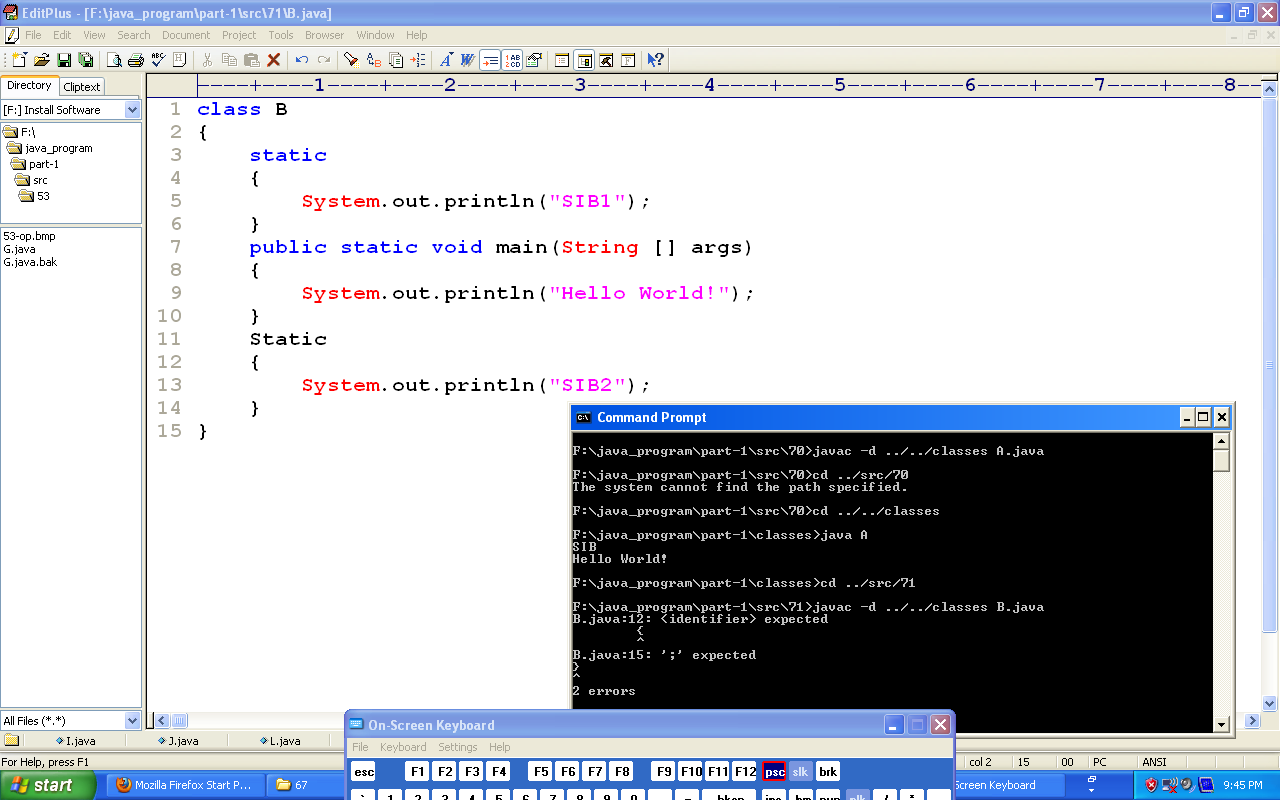 EditPlus - [F:\java_program\part-1\src\71\B.java]
File Edit View Search Document Project Tools Browser Window Help
Directory Cliptext
[F:] Install Software
F:\
java_program
part-1
src
53
53-op.bmp
G.java
G.java.bak
All Files (*.*)
----+----1----+----2----+----3----+----4----+----5----+----6----+----7----+----8--
1 class B
2 {
3 static
4 {
5 System.out.println("SIB1");
6 }
7 public static void main(String [] args)
8 {
9 System.out.println("Hello World!");
10 }
11 Static
12 {
13 System.out.println("SIB2");
14 }
15 }
Command Prompt
F:\java_program\part-1\src\70>javac -d ../../classes A.java
F:\java_program\part-1\src\70>cd ../src/70
The system cannot find the path specified.
F:\java_program\part-1\src\70>cd ../../classes
F:\java_program\part-1\classes>java A
SIB
Hello World!
F:\java_program\part-1\classes>cd ../src/71
F:\java_program\part-1\src\71>javac -d ../../classes B.java
B.java:12: <identifier> expected
{
^
B.java:15: ';' expected
}
^
2 errors
On-Screen Keyboard
File Keyboard Settings Help
esc F1 F2 F3 F4 F5 F6 F7 F8 F9 F10 F11 F12 psc slk brk
I.java J.java L.java
For Help, press F1
col 2 15 00 PC ANSI
start Mozilla Firefox Start P... 67 Screen Keyboard 9:45 PM